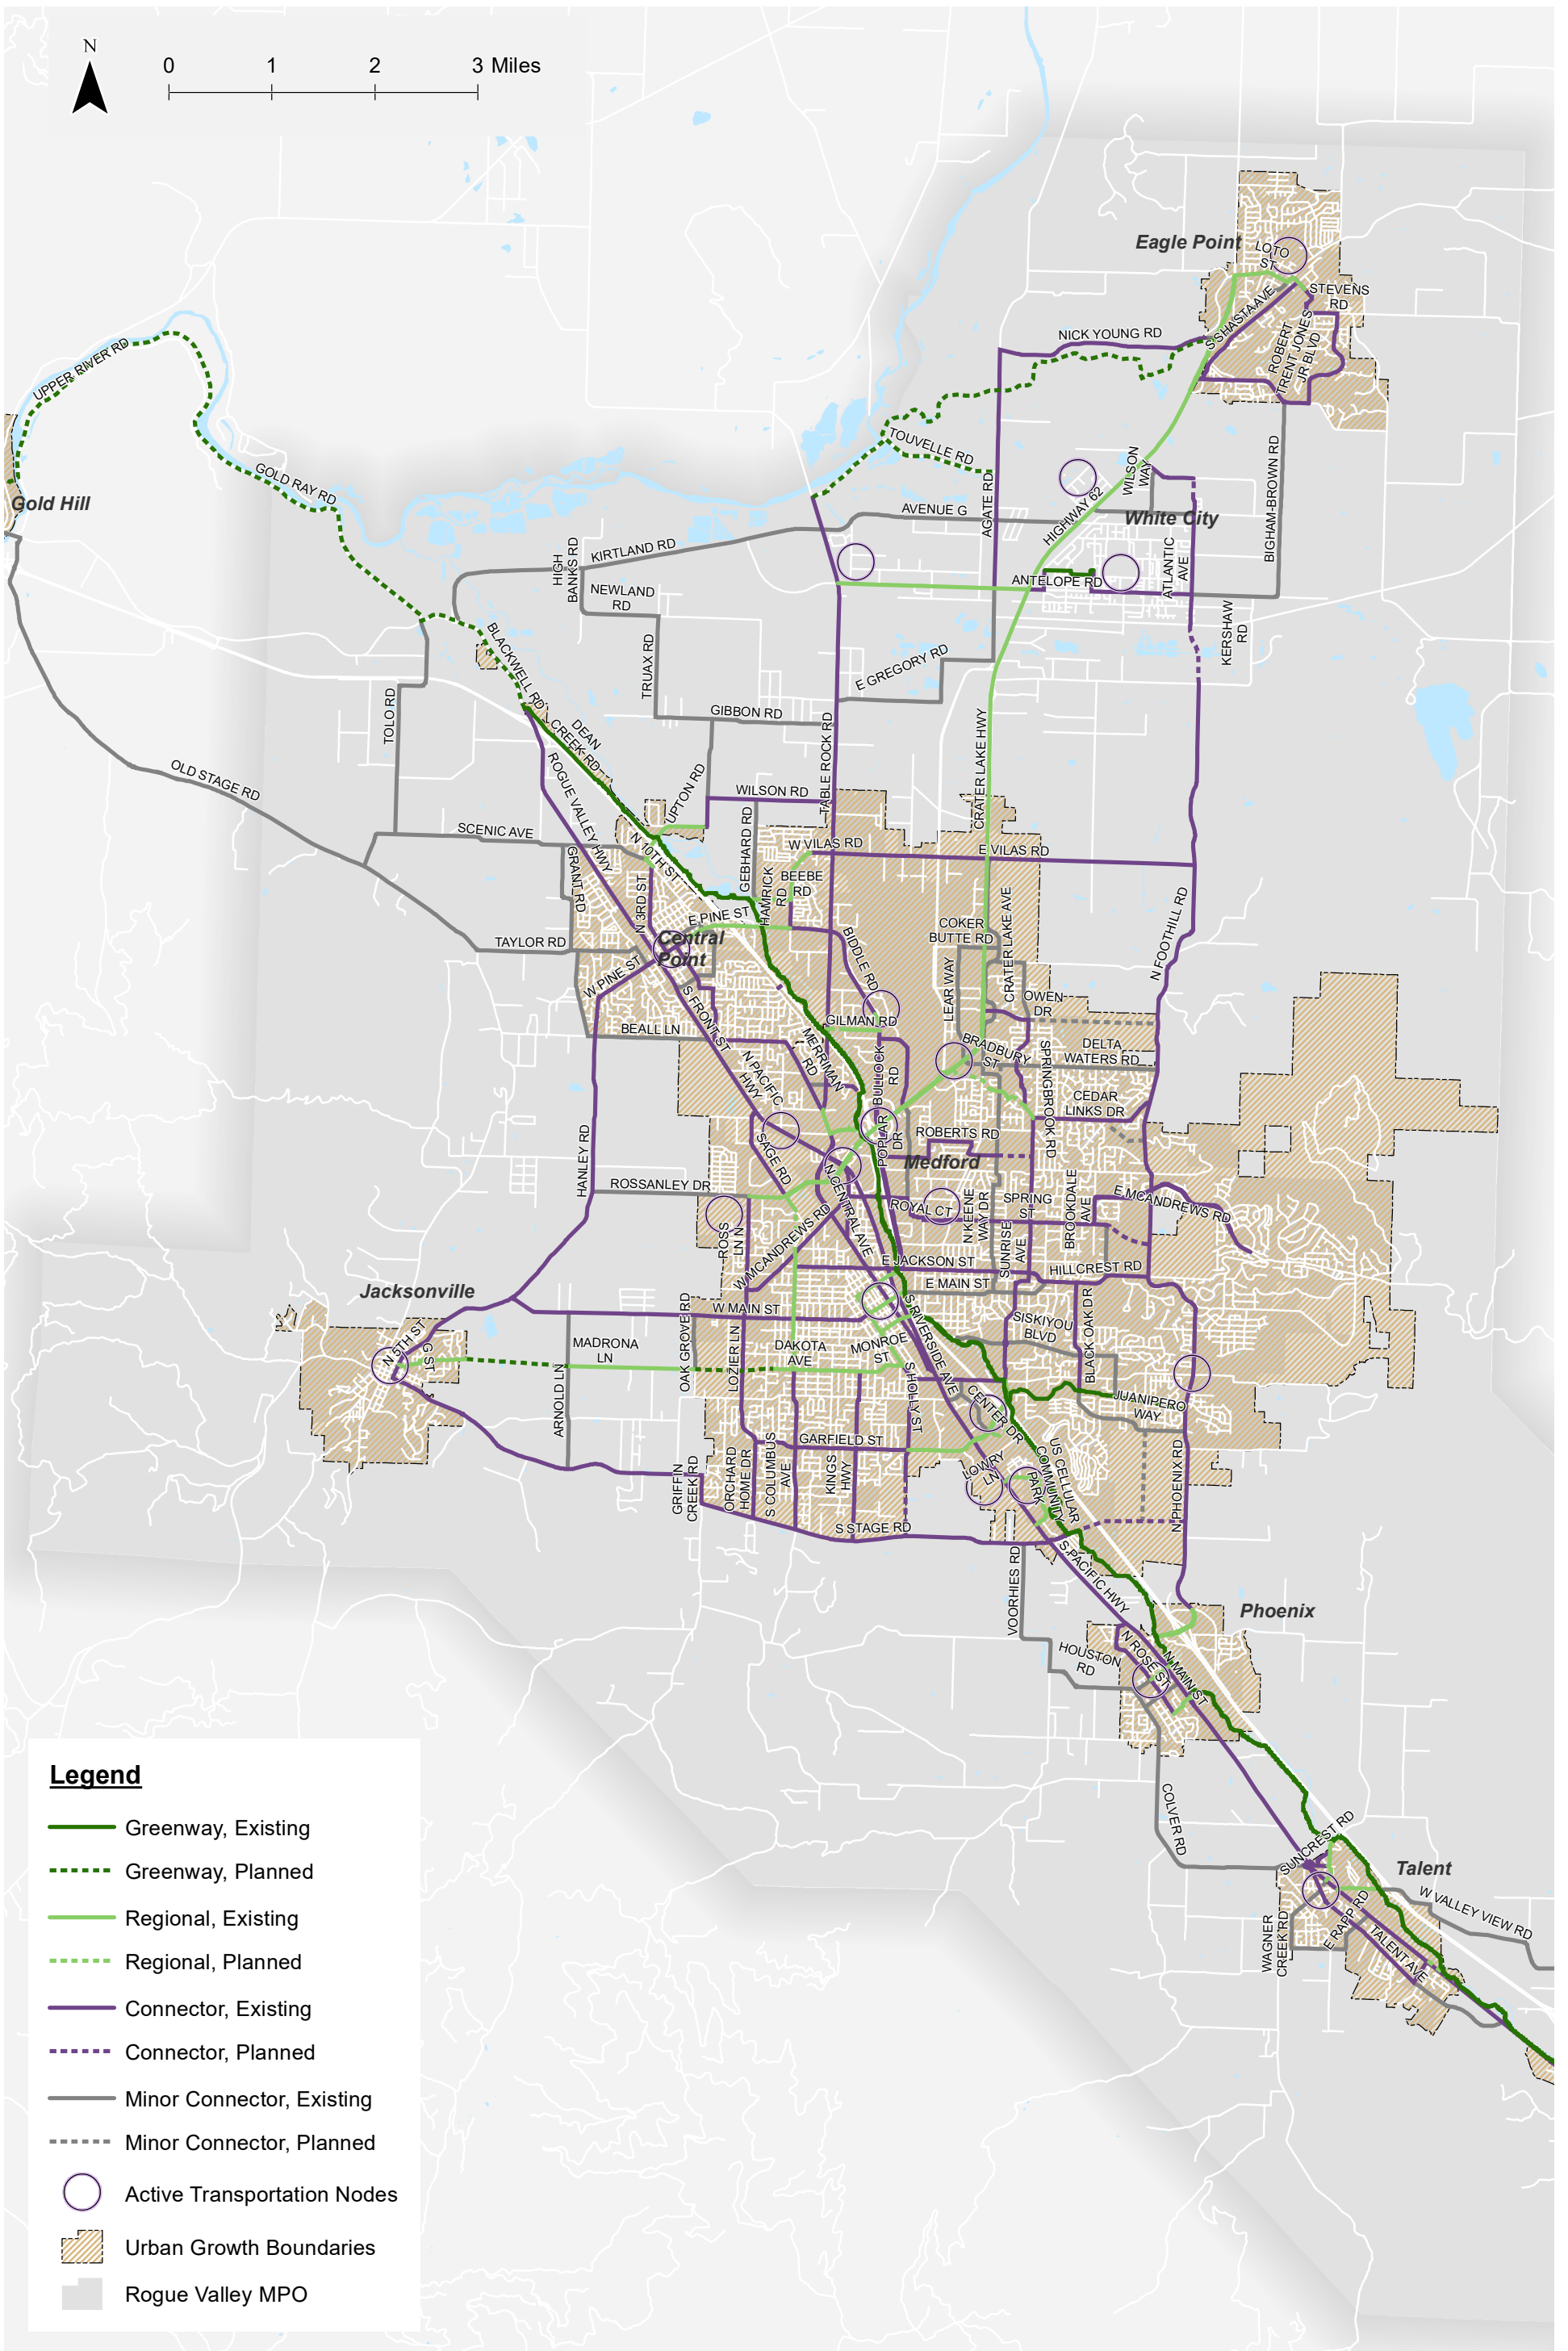 N
0 1 2 3 Miles
Eagle Point
LOTO
ST
STEVENS
RD
S SHASTA AVE
ROBERT
TRENT JONES
JR BLVD
NICK YOUNG RD
UPPER RIVER RD
TOUVELLE RD
GOLD RAY RD
Gold Hill
AGATE RD
WILSON
WAY
BIGHAM-BROWN RD
HIGHWAY 62
White City
AVENUE G
KIRTLAND RD
HIGH
BANKS RD
NEWLAND
RD
ANTELOPE RD
ATLANTIC
AVE
KERSHAW
RD
BLACKWELL RD
TRUAX RD
E GREGORY RD
TOLO RD
GIBBON RD
DEAN
CREEK RD
TABLE ROCK RD
CRATER LAKE HWY
OLD STAGE RD
ROGUE VALLEY HWY
UPTON RD
WILSON RD
GEBHARD RD
SCENIC AVE
N 10TH ST
W VILAS RD
E VILAS RD
GRANT RD
N 3RD ST
HAMRICK
RD
BEEBE
RD
E PINE ST
Central
Point
TAYLOR RD
W PINE ST
BIDDLE RD
COKER
BUTTE RD
CRATER LAKE AVE
N FOOTHILL RD
LEAR WAY
OWEN
DR
S FRONT ST
BEALL LN
GILMAN RD
MERRIMAN
RD
BULLOCK
RD
BRADBURY
ST
DELTA
WATERS RD
SPRINGBROOK RD
CEDAR
LINKS DR
N PACIFIC
HWY
SAGE RD
POPLAR
DR
ROBERTS RD
Medford
HANLEY RD
ROSSANLEY DR
N CENTRAL AVE
ROYAL CT
N KEENE
WAY DR
SPRING
ST
BROOKDALE
AVE
E MCANDREWS RD
ROSS
LN N
W MCANDREWS RD
SUNRISE
AVE
E JACKSON ST
E MAIN ST
HILLCREST RD
Jacksonville
W MAIN ST
S RIVERSIDE AVE
SISKIYOU
BLVD
BLACK OAK DR
N 5TH ST
G ST
MADRONA
LN
OAK GROVE RD
LOZIER LN
DAKOTA
AVE
MONROE
ST
ARNOLD LN
S HOLLY ST
CENTER DR
JUANIPERO
WAY
GARFIELD ST
GRIFFIN
CREEK RD
ORCHARD
HOME DR
S COLUMBUS
AVE
KINGS
HWY
LOWRY
LN
US CELLULAR
COMMUNITY
PARK
N PHOENIX RD
S STAGE RD
VOORHIES RD
S PACIFIC HWY
Phoenix
HOUSTON
RD
N ROSE ST
N MAIN ST
COLVER RD
SUNCREST RD
Talent
W VALLEY VIEW RD
WAGNER
CREEK RD
E RAPP RD
TALENT AVE
Legend
Greenway, Existing
Greenway, Planned
Regional, Existing
Regional, Planned
Connector, Existing
Connector, Planned
Minor Connector, Existing
Minor Connector, Planned
Active Transportation Nodes
Urban Growth Boundaries
Rogue Valley MPO